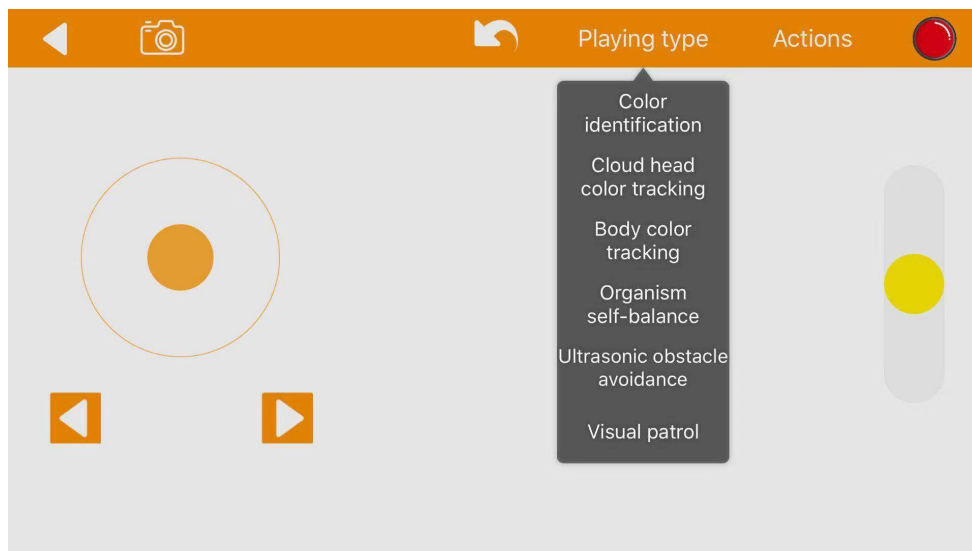 Playing type
Actions
Color
identification
Cloud head
color tracking
Body color
tracking
Organism
self-balance
Ultrasonic obstacle
avoidance
Visual patrol